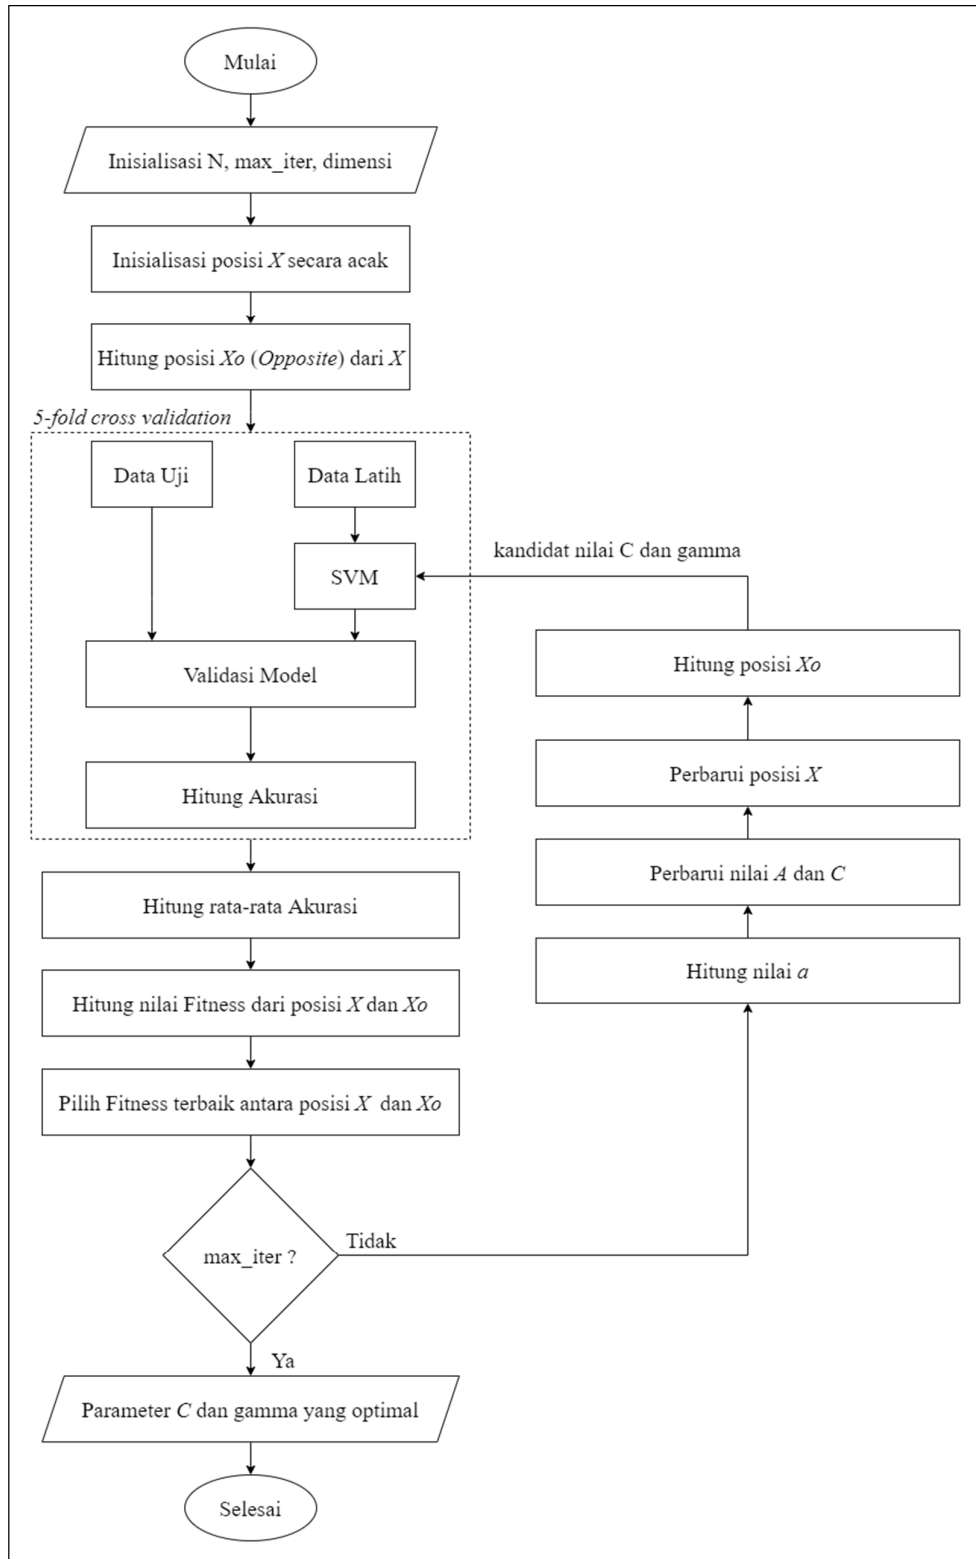 Mulai
Inisialisasi N, max_iter, dimensi
Inisialisasi posisi X secara acak
Hitung posisi Xo (Opposite) dari X
5-fold cross validation
Data Uji
Data Latih
SVM
Validasi Model
Hitung Akurasi
Hitung rata-rata Akurasi
Hitung nilai Fitness dari posisi X dan Xo
Pilih Fitness terbaik antara posisi X dan Xo
max_iter ?
Tidak
Hitung nilai a
Perbarui nilai A dan C
Perbarui posisi X
Hitung posisi Xo
kandidat nilai C dan gamma
Ya
Parameter C dan gamma yang optimal
Selesai